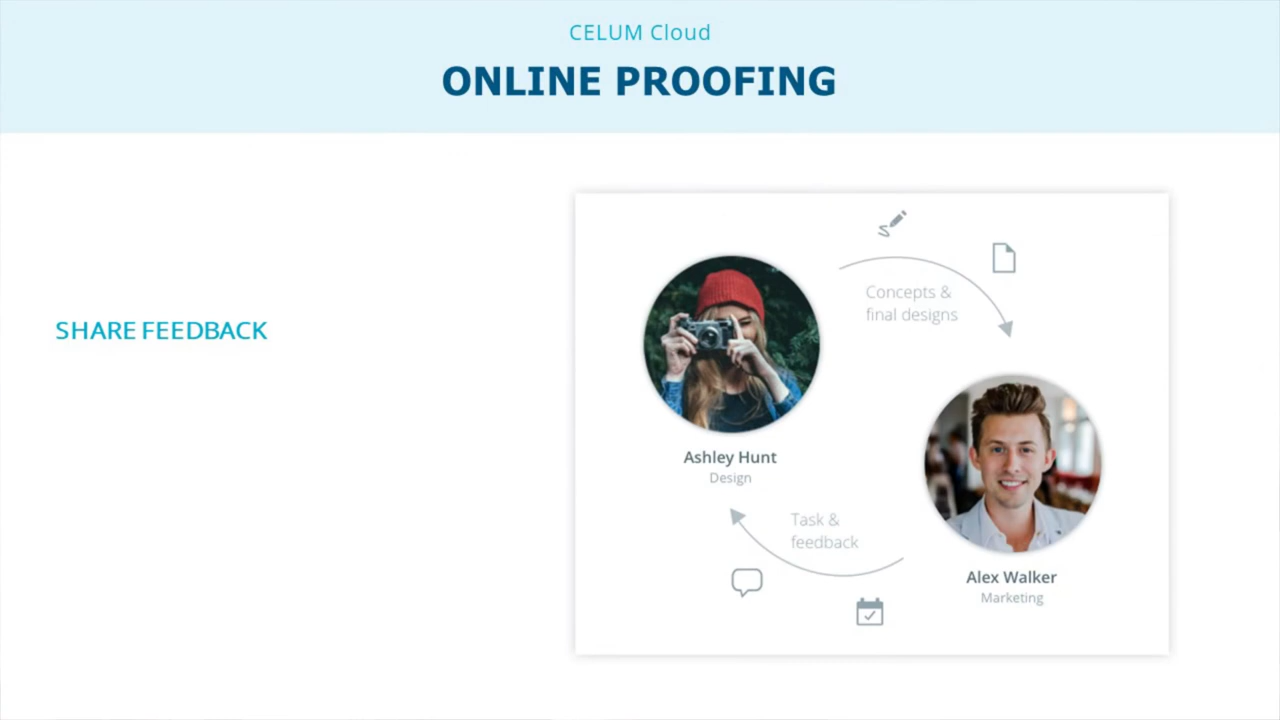 CELUM Cloud
ONLINE PROOFING
SHARE FEEDBACK
Concepts &
final designs
Ashley Hunt
Design
Task &
feedback
Alex Walker
Marketing